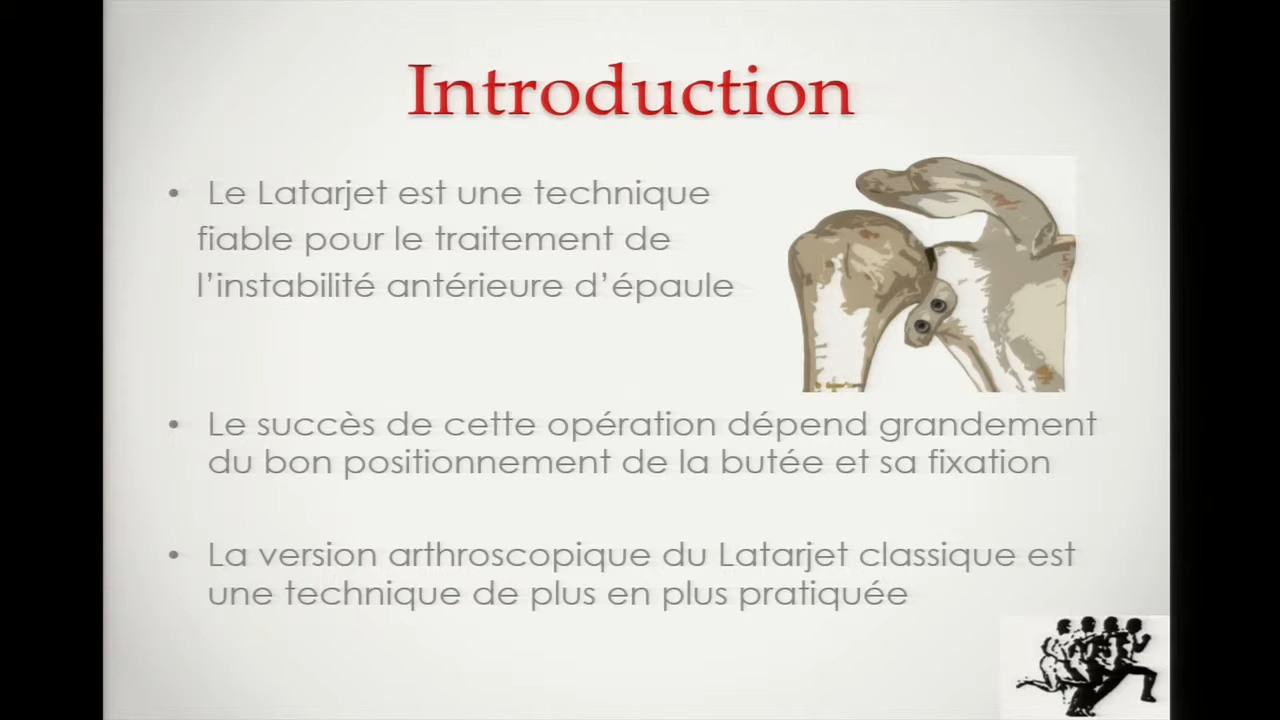 Introduction
• Le Latarjet est une technique
fiable pour le traitement de
l’instabilité antérieure d’épaule
• Le succès de cette opération dépend grandement
du bon positionnement de la butée et sa fixation
• La version arthroscopique du Latarjet classique est
une technique de plus en plus pratiquée